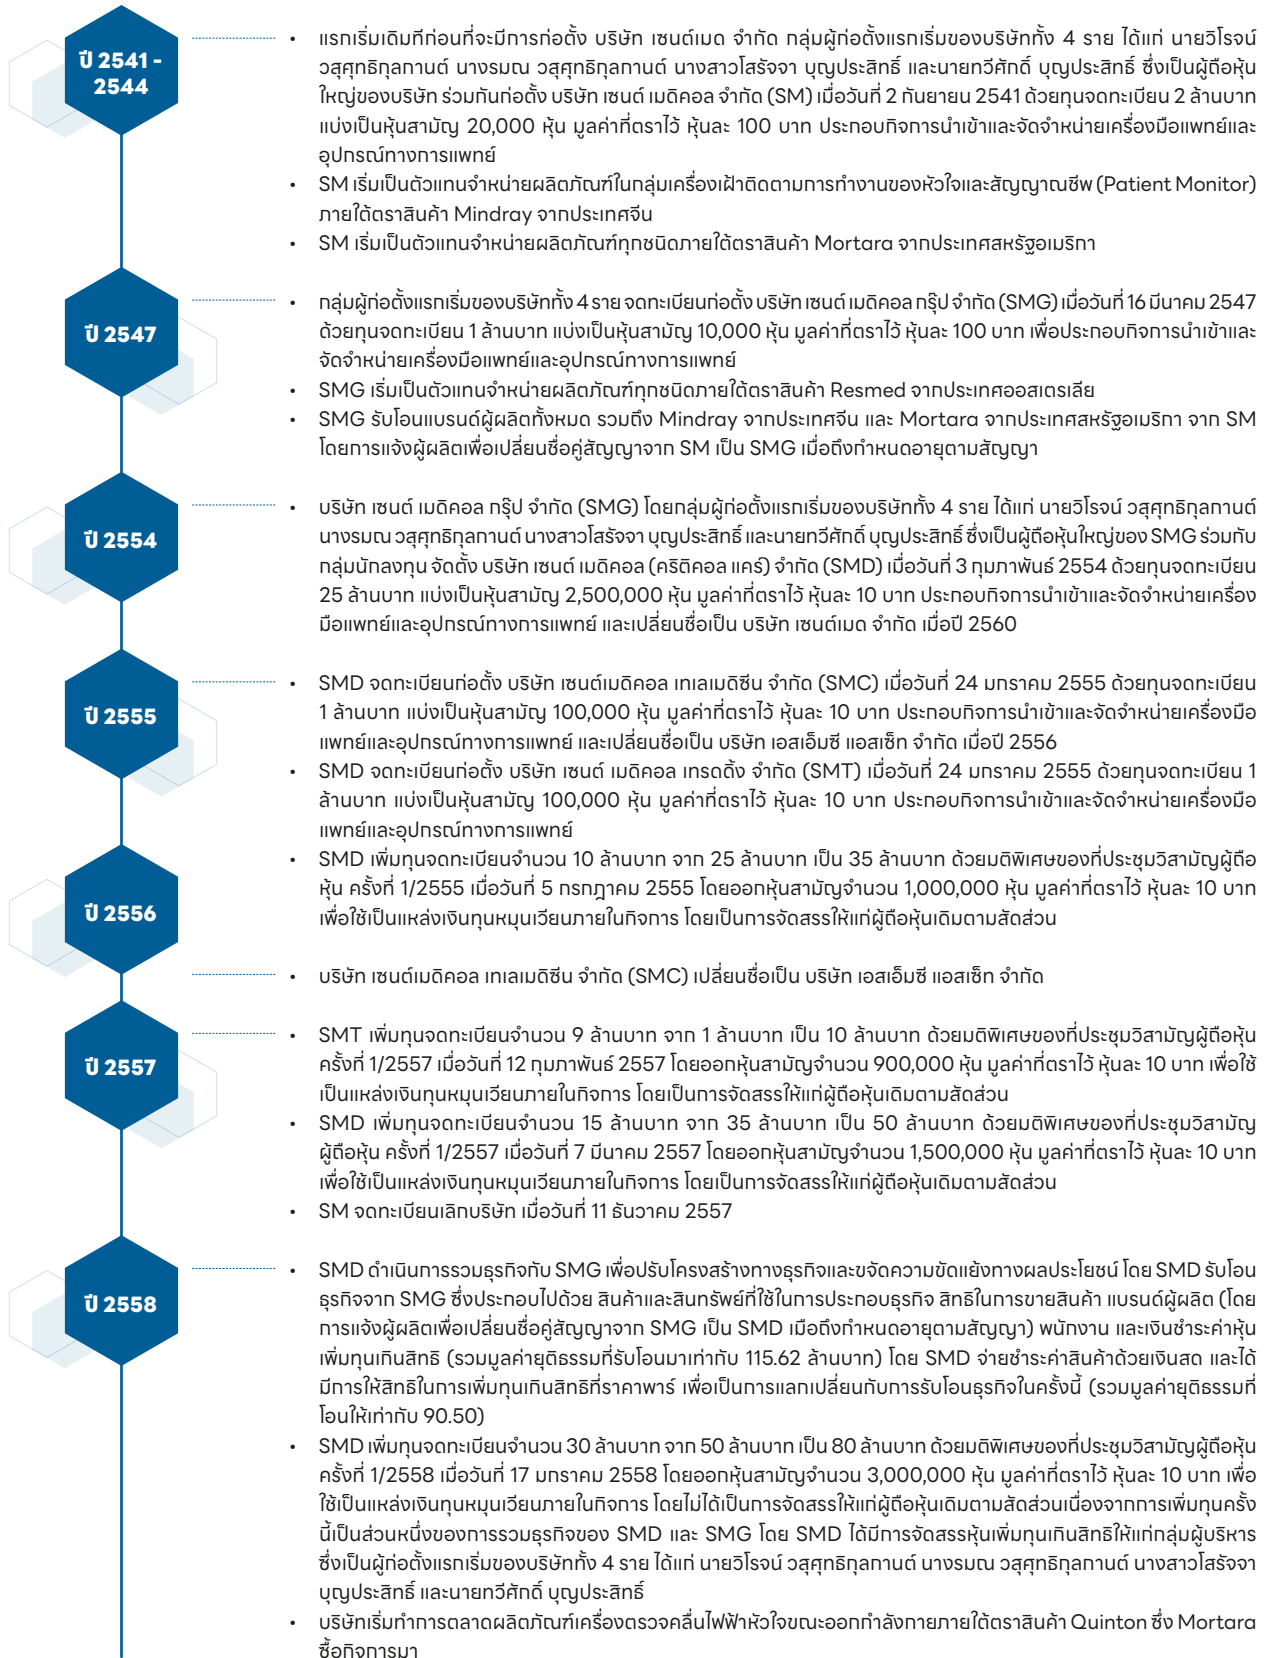 ปี 2541 -
2544
• แรกเริ่มเดิมทีก่อนที่จะมีการก่อตั้ง บริษัท เซนต์เมด จำกัด กลุ่มผู้ก่อตั้งแรกเริ่มของบริษัททั้ง 4 ราย ได้แก่ นายวิโรจน์
วสุศุทธิกุลกานต์ นางรมณ วสุศุทธิกุลกานต์ นางสาวโสรัจจา บุญประสิทธิ์ และนายทวีศักดิ์ บุญประสิทธิ์ ซึ่งเป็นผู้ถือหุ้น
ใหญ่ของบริษัท ร่วมกันก่อตั้ง บริษัท เซนต์ เมดิคอล จำกัด (SM) เมื่อวันที่ 2 กันยายน 2541 ด้วยทุนจดทะเบียน 2 ล้านบาท
แบ่งเป็นหุ้นสามัญ 20,000 หุ้น มูลค่าที่ตราไว้ หุ้นละ 100 บาท ประกอบกิจการนำเข้าและจัดจำหน่ายเครื่องมือแพทย์และ
อุปกรณ์ทางการแพทย์
• SM เริ่มเป็นตัวแทนจำหน่ายผลิตภัณฑ์ในกลุ่มเครื่องเฝ้าติดตามการทำงานของหัวใจและสัญญาณชีพ (Patient Monitor)
ภายใต้ตราสินค้า Mindray จากประเทศจีน
• SM เริ่มเป็นตัวแทนจำหน่ายผลิตภัณฑ์ทุกชนิดภายใต้ตราสินค้า Mortara จากประเทศสหรัฐอเมริกา
ปี 2547
• กลุ่มผู้ก่อตั้งแรกเริ่มของบริษัททั้ง 4 ราย จดทะเบียนก่อตั้ง บริษัท เซนต์ เมดิคอล กรุ๊ป จำกัด (SMG) เมื่อวันที่ 16 มีนาคม 2547
ด้วยทุนจดทะเบียน 1 ล้านบาท แบ่งเป็นหุ้นสามัญ 10,000 หุ้น มูลค่าที่ตราไว้ หุ้นละ 100 บาท เพื่อประกอบกิจการนำเข้าและ
จัดจำหน่ายเครื่องมือแพทย์และอุปกรณ์ทางการแพทย์
• SMG เริ่มเป็นตัวแทนจำหน่ายผลิตภัณฑ์ทุกชนิดภายใต้ตราสินค้า Resmed จากประเทศออสเตรเลีย
• SMG รับโอนแบรนด์ผู้ผลิตทั้งหมด รวมถึง Mindray จากประเทศจีน และ Mortara จากประเทศสหรัฐอเมริกา จาก SM
โดยการแจ้งผู้ผลิตเพื่อเปลี่ยนชื่อคู่สัญญาจาก SM เป็น SMG เมื่อถึงกำหนดอายุตามสัญญา
ปี 2554
• บริษัท เซนต์ เมดิคอล กรุ๊ป จำกัด (SMG) โดยกลุ่มผู้ก่อตั้งแรกเริ่มของบริษัททั้ง 4 ราย ได้แก่ นายวิโรจน์ วสุศุทธิกุลกานต์
นางรมณ วสุศุทธิกุลกานต์ นางสาวโสรัจจา บุญประสิทธิ์ และนายทวีศักดิ์ บุญประสิทธิ์ ซึ่งเป็นผู้ถือหุ้นใหญ่ของ SMG ร่วมกับ
กลุ่มนักลงทุน จัดตั้ง บริษัท เซนต์ เมดิคอล (คริติคอล แคร์) จำกัด (SMD) เมื่อวันที่ 3 กุมภาพันธ์ 2554 ด้วยทุนจดทะเบียน
25 ล้านบาท แบ่งเป็นหุ้นสามัญ 2,500,000 หุ้น มูลค่าที่ตราไว้ หุ้นละ 10 บาท ประกอบกิจการนำเข้าและจัดจำหน่ายเครื่อง
มือแพทย์และอุปกรณ์ทางการแพทย์ และเปลี่ยนชื่อเป็น บริษัท เซนต์เมด จำกัด เมื่อปี 2560
ปี 2555
• SMD จดทะเบียนก่อตั้ง บริษัท เซนต์เมดิคอล เทเลเมดิซีน จำกัด (SMC) เมื่อวันที่ 24 มกราคม 2555 ด้วยทุนจดทะเบียน
1 ล้านบาท แบ่งเป็นหุ้นสามัญ 100,000 หุ้น มูลค่าที่ตราไว้ หุ้นละ 10 บาท ประกอบกิจการนำเข้าและจัดจำหน่ายเครื่องมือ
แพทย์และอุปกรณ์ทางการแพทย์ และเปลี่ยนชื่อเป็น บริษัท เอสเอ็มซี แอสเซ็ท จำกัด เมื่อปี 2556
• SMD จดทะเบียนก่อตั้ง บริษัท เซนต์ เมดิคอล เทรดดิ้ง จำกัด (SMT) เมื่อวันที่ 24 มกราคม 2555 ด้วยทุนจดทะเบียน 1
ล้านบาท แบ่งเป็นหุ้นสามัญ 100,000 หุ้น มูลค่าที่ตราไว้ หุ้นละ 10 บาท ประกอบกิจการนำเข้าและจัดจำหน่ายเครื่องมือ
แพทย์และอุปกรณ์ทางการแพทย์
• SMD เพิ่มทุนจดทะเบียนจำนวน 10 ล้านบาท จาก 25 ล้านบาท เป็น 35 ล้านบาท ด้วยมติพิเศษของที่ประชุมวิสามัญผู้ถือ
หุ้น ครั้งที่ 1/2555 เมื่อวันที่ 5 กรกฎาคม 2555 โดยออกหุ้นสามัญจำนวน 1,000,000 หุ้น มูลค่าที่ตราไว้ หุ้นละ 10 บาท
เพื่อใช้เป็นแหล่งเงินทุนหมุนเวียนภายในกิจการ โดยเป็นการจัดสรรให้แก่ผู้ถือหุ้นเดิมตามสัดส่วน
ปี 2556
• บริษัท เซนต์เมดิคอล เทเลเมดิซีน จำกัด (SMC) เปลี่ยนชื่อเป็น บริษัท เอสเอ็มซี แอสเซ็ท จำกัด
ปี 2557
• SMT เพิ่มทุนจดทะเบียนจำนวน 9 ล้านบาท จาก 1 ล้านบาท เป็น 10 ล้านบาท ด้วยมติพิเศษของที่ประชุมวิสามัญผู้ถือหุ้น
ครั้งที่ 1/2557 เมื่อวันที่ 12 กุมภาพันธ์ 2557 โดยออกหุ้นสามัญจำนวน 900,000 หุ้น มูลค่าที่ตราไว้ หุ้นละ 10 บาท เพื่อใช้
เป็นแหล่งเงินทุนหมุนเวียนภายในกิจการ โดยเป็นการจัดสรรให้แก่ผู้ถือหุ้นเดิมตามสัดส่วน
• SMD เพิ่มทุนจดทะเบียนจำนวน 15 ล้านบาท จาก 35 ล้านบาท เป็น 50 ล้านบาท ด้วยมติพิเศษของที่ประชุมวิสามัญ
ผู้ถือหุ้น ครั้งที่ 1/2557 เมื่อวันที่ 7 มีนาคม 2557 โดยออกหุ้นสามัญจำนวน 1,500,000 หุ้น มูลค่าที่ตราไว้ หุ้นละ 10 บาท
เพื่อใช้เป็นแหล่งเงินทุนหมุนเวียนภายในกิจการ โดยเป็นการจัดสรรให้แก่ผู้ถือหุ้นเดิมตามสัดส่วน
• SM จดทะเบียนเลิกบริษัท เมื่อวันที่ 11 ธันวาคม 2557
ปี 2558
• SMD ดำเนินการรวมธุรกิจกับ SMG เพื่อปรับโครงสร้างทางธุรกิจและขจัดความขัดแย้งทางผลประโยชน์ โดย SMD รับโอน
ธุรกิจจาก SMG ซึ่งประกอบไปด้วย สินค้าและสินทรัพย์ที่ใช้ในการประกอบธุรกิจ สิทธิในการขายสินค้า แบรนด์ผู้ผลิต (โดย
การแจ้งผู้ผลิตเพื่อเปลี่ยนชื่อคู่สัญญาจาก SMG เป็น SMD เมือถึงกำหนดอายุตามสัญญา) พนักงาน และเงินชำระค่าหุ้น
เพิ่มทุนเกินสิทธิ (รวมมูลค่ายุติธรรมที่รับโอนมาเท่ากับ 115.62 ล้านบาท) โดย SMD จ่ายชำระค่าสินค้าด้วยเงินสด และได้
มีการให้สิทธิในการเพิ่มทุนเกินสิทธิที่ราคาพาร์ เพื่อเป็นการแลกเปลี่ยนกับการรับโอนธุรกิจในครั้งนี้ (รวมมูลค่ายุติธรรมที่
โอนให้เท่ากับ 90.50)
• SMD เพิ่มทุนจดทะเบียนจำนวน 30 ล้านบาท จาก 50 ล้านบาท เป็น 80 ล้านบาท ด้วยมติพิเศษของที่ประชุมวิสามัญผู้ถือหุ้น
ครั้งที่ 1/2558 เมื่อวันที่ 17 มกราคม 2558 โดยออกหุ้นสามัญจำนวน 3,000,000 หุ้น มูลค่าที่ตราไว้ หุ้นละ 10 บาท เพื่อ
ใช้เป็นแหล่งเงินทุนหมุนเวียนภายในกิจการ โดยไม่ได้เป็นการจัดสรรให้แก่ผู้ถือหุ้นเดิมตามสัดส่วนเนื่องจากการเพิ่มทุนครั้ง
นี้เป็นส่วนหนึ่งของการรวมธุรกิจของ SMD และ SMG โดย SMD ได้มีการจัดสรรหุ้นเพิ่มทุนเกินสิทธิให้แก่กลุ่มผู้บริหาร
ซึ่งเป็นผู้ก่อตั้งแรกเริ่มของบริษัททั้ง 4 ราย ได้แก่ นายวิโรจน์ วสุศุทธิกุลกานต์ นางรมณ วสุศุทธิกุลกานต์ นางสาวโสรัจจา
บุญประสิทธิ์ และนายทวีศักดิ์ บุญประสิทธิ์
• บริษัทเริ่มทำการตลาดผลิตภัณฑ์เครื่องตรวจคลื่นไฟฟ้าหัวใจขณะออกกำลังกายภายใต้ตราสินค้า Quinton ซึ่ง Mortara
ซื้อกิจการมา